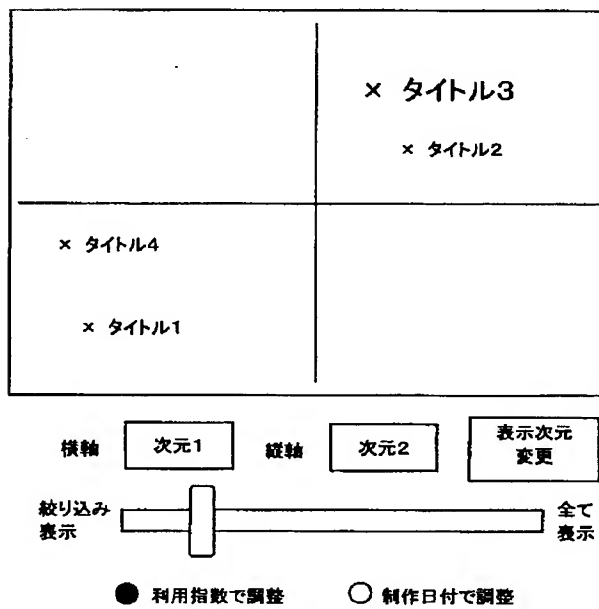 × タイトル3
× タイトル2
× タイトル4
× タイトル1
横軸 次元1 縦軸 次元2 表示次元
変更
絞り込み
表示
全て
表示
● 利用指数で調整 ○ 制作日付で調整